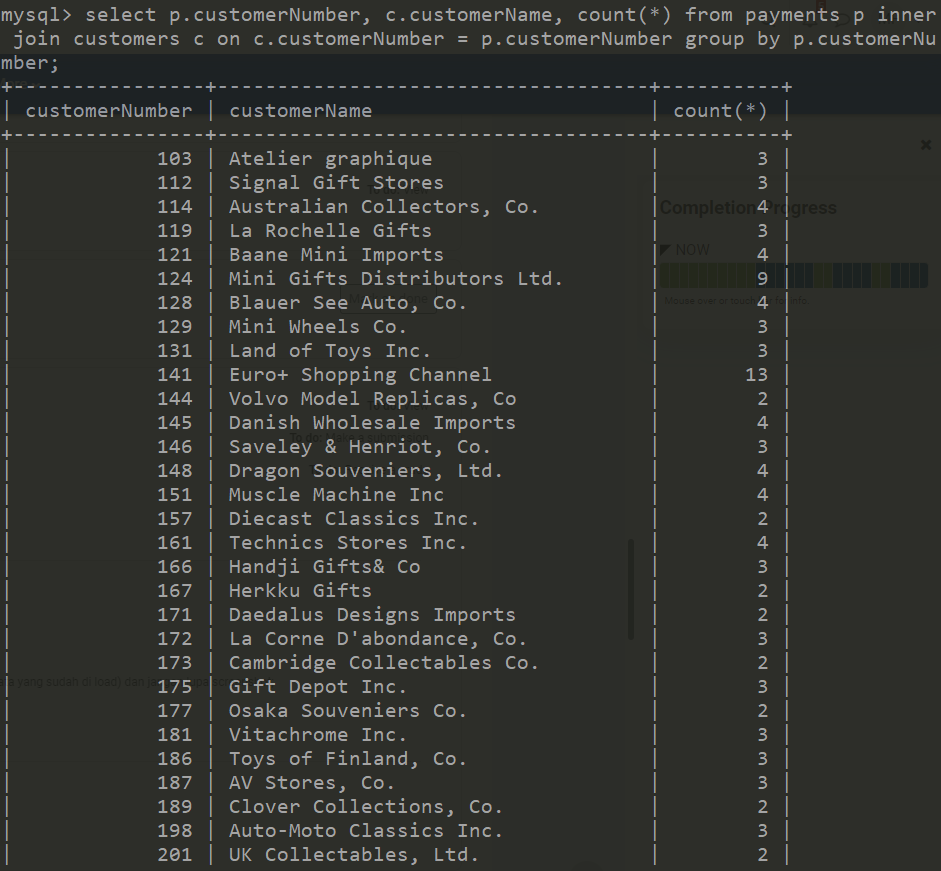 mysql> select p.customerNumber, c.customerName, count(*) from payments p inner
join customers c on c.customerNumber = p.customerNumber group by p.customerNu
mber;
+----------------+------------------------------------+----------+
| customerNumber | customerName | count(*) |
+----------------+------------------------------------+----------+
| 103 | Atelier graphique | 3 |
| 112 | Signal Gift Stores | 3 |
| 114 | Australian Collectors, Co. | 4 |
| 119 | La Rochelle Gifts | 3 |
| 121 | Baane Mini Imports | 4 |
| 124 | Mini Gifts Distributors Ltd. | 9 |
| 128 | Blauer See Auto, Co. | 4 |
| 129 | Mini Wheels Co. | 3 |
| 131 | Land of Toys Inc. | 3 |
| 141 | Euro+ Shopping Channel | 13 |
| 144 | Volvo Model Replicas, Co | 2 |
| 145 | Danish Wholesale Imports | 4 |
| 146 | Saveley & Henriot, Co. | 3 |
| 148 | Dragon Souveniers, Ltd. | 4 |
| 151 | Muscle Machine Inc | 4 |
| 157 | Diecast Classics Inc. | 2 |
| 161 | Technics Stores Inc. | 4 |
| 166 | Handji Gifts& Co | 3 |
| 167 | Herkku Gifts | 2 |
| 171 | Daedalus Designs Imports | 2 |
| 172 | La Corne D'abondance, Co. | 3 |
| 173 | Cambridge Collectables Co. | 2 |
| 175 | Gift Depot Inc. | 3 |
| 177 | Osaka Souveniers Co. | 2 |
| 181 | Vitachrome Inc. | 3 |
| 186 | Toys of Finland, Co. | 3 |
| 187 | AV Stores, Co. | 3 |
| 189 | Clover Collections, Co. | 2 |
| 198 | Auto-Moto Classics Inc. | 3 |
| 201 | UK Collectables, Ltd. | 2 |
Completion Progress
NOW
Mouse over or touch for info
yang sudah di load) dan